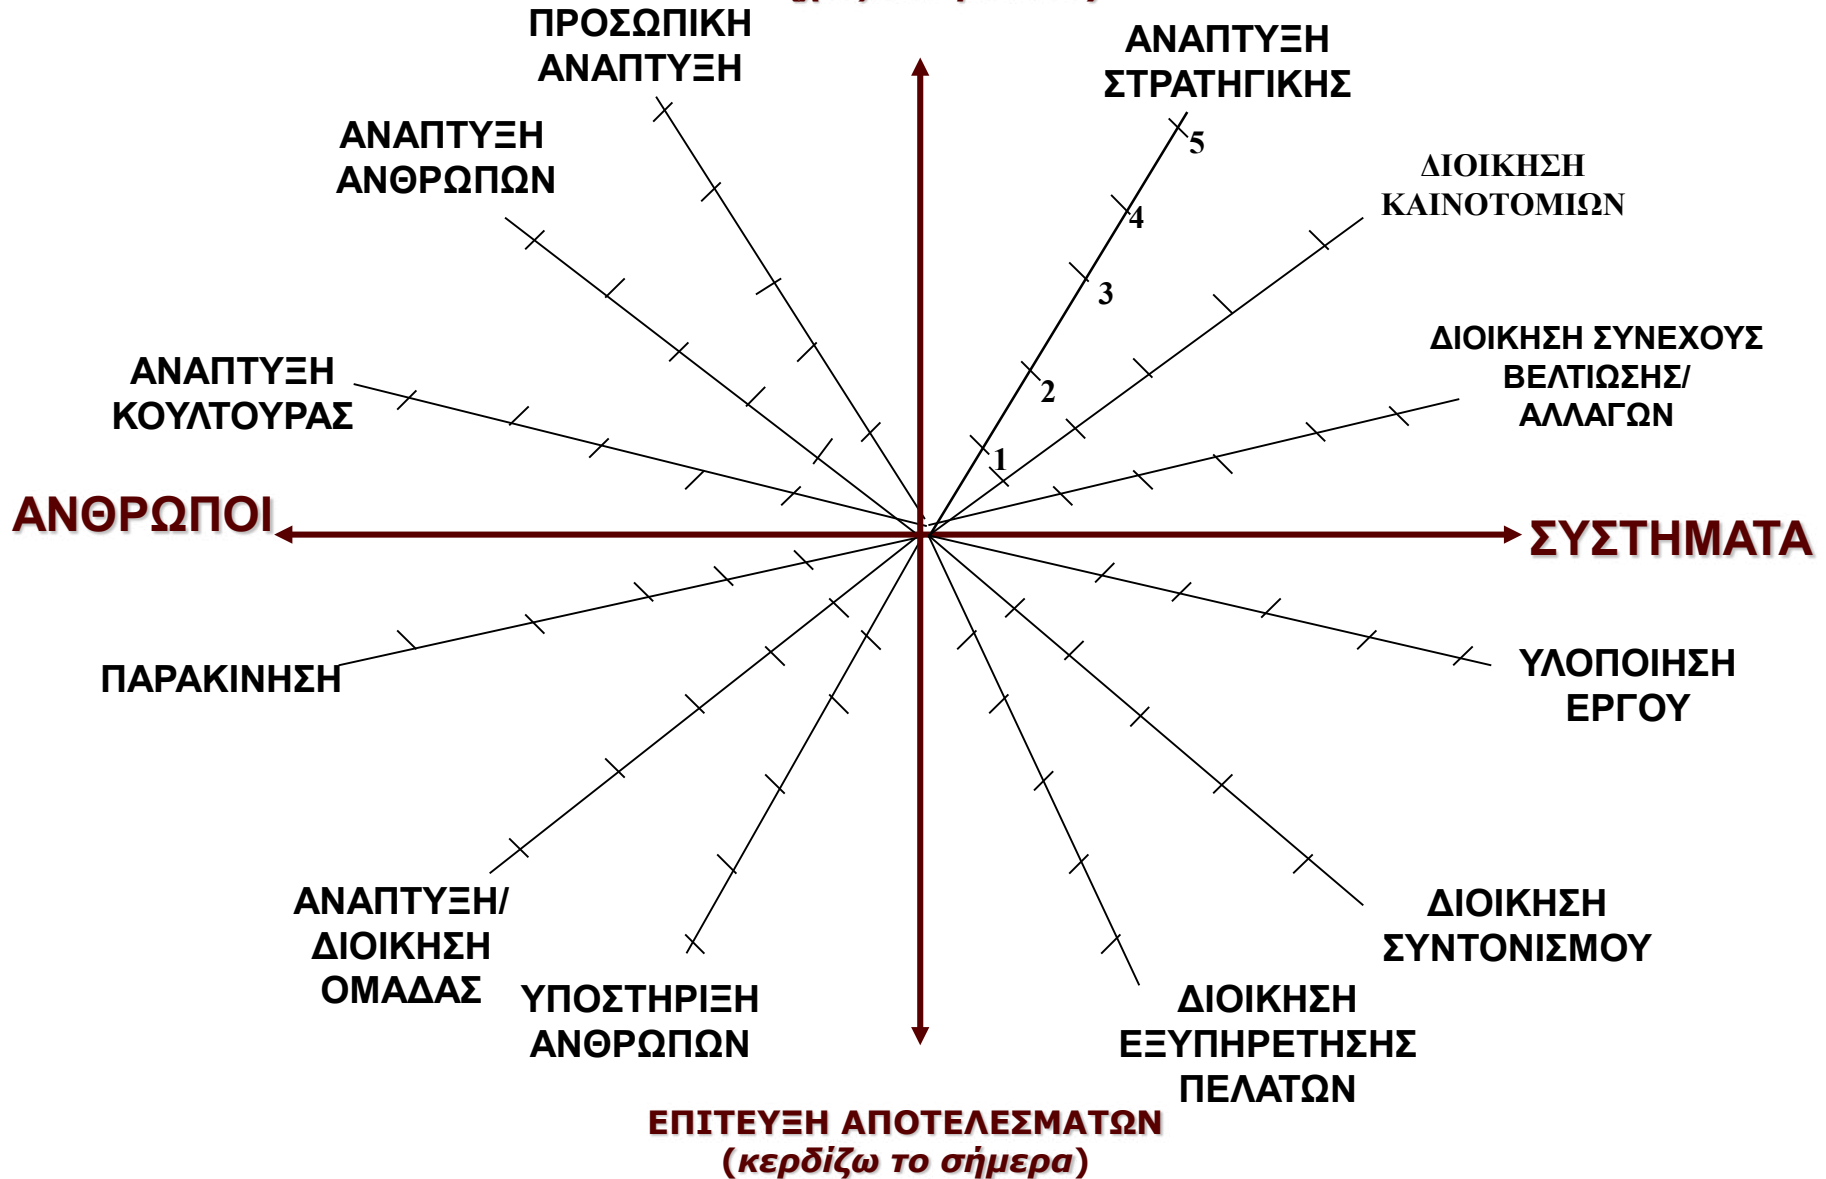 ΠΡΟΣΩΠΙΚΗ
ΑΝΑΠΤΥΞΗ
ΑΝΑΠΤΥΞΗ
ΣΤΡΑΤΗΓΙΚΗΣ
ΑΝΑΠΤΥΞΗ
ΑΝΘΡΩΠΩΝ
5
4
3
2
1
ΔΙΟΙΚΗΣΗ
ΚΑΙΝΟΤΟΜΙΩΝ
ΑΝΑΠΤΥΞΗ
ΚΟΥΛΤΟΥΡΑΣ
ΔΙΟΙΚΗΣΗ ΣΥΝΕΧΟΥΣ
ΒΕΛΤΙΩΣΗΣ/
ΑΛΛΑΓΩΝ
ΑΝΘΡΩΠΟΙ
ΣΥΣΤΗΜΑΤΑ
ΠΑΡΑΚΙΝΗΣΗ
ΥΛΟΠΟΙΗΣΗ
ΕΡΓΟΥ
ΑΝΑΠΤΥΞΗ/
ΔΙΟΙΚΗΣΗ
ΟΜΑΔΑΣ
ΥΠΟΣΤΗΡΙΞΗ
ΑΝΘΡΩΠΩΝ
ΔΙΟΙΚΗΣΗ
ΕΞΥΠΗΡΕΤΗΣΗΣ
ΠΕΛΑΤΩΝ
ΔΙΟΙΚΗΣΗ
ΣΥΝΤΟΝΙΣΜΟΥ
ΕΠΙΤΕΥΞΗ ΑΠΟΤΕΛΕΣΜΑΤΩΝ
(κερδίζω το σήμερα)